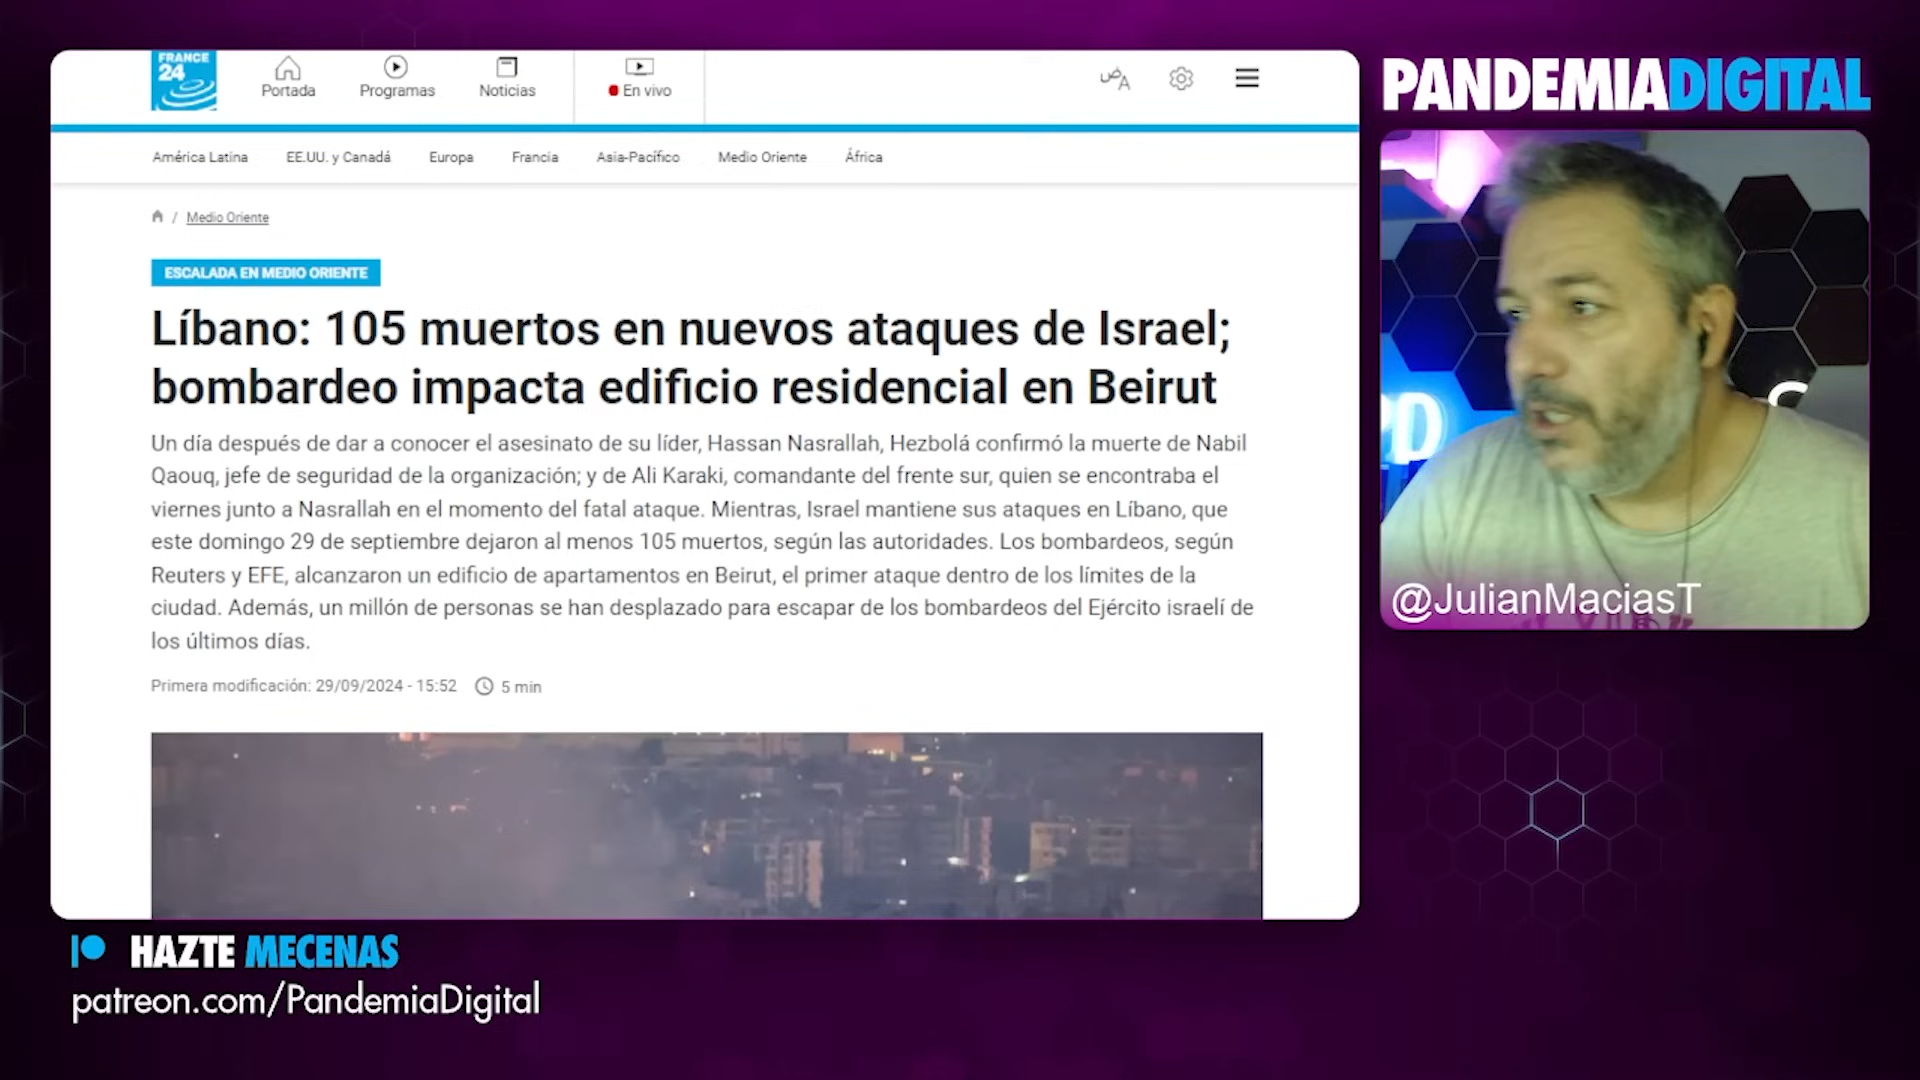 FRANCE
24
Portada
Programas
Noticias
En vivo
América Latina
EE.UU. y Canadá
Europa
Francia
Asia-Pacífico
Medio Oriente
África
/ Medio Oriente
ESCALADA EN MEDIO ORIENTE
Líbano: 105 muertos en nuevos ataques de Israel;
bombardeo impacta edificio residencial en Beirut
Un día después de dar a conocer el asesinato de su líder, Hassan Nasrallah, Hezbolá confirmó la muerte de Nabil
Qaouq, jefe de seguridad de la organización; y de Ali Karaki, comandante del frente sur, quien se encontraba el
viernes junto a Nasrallah en el momento del fatal ataque. Mientras, Israel mantiene sus ataques en Líbano, que
este domingo 29 de septiembre dejaron al menos 105 muertos, según las autoridades. Los bombardeos, según
Reuters y EFE, alcanzaron un edificio de apartamentos en Beirut, el primer ataque dentro de los límites de la
ciudad. Además, un millón de personas se han desplazado para escapar de los bombardeos del Ejército israelí de
los últimos días.
Primera modificación: 29/09/2024 - 15:52
5 min
PANDEMIADIGITAL
PD
@JulianMaciasT
HAZTE MECENAS
patreon.com/PandemiaDigital